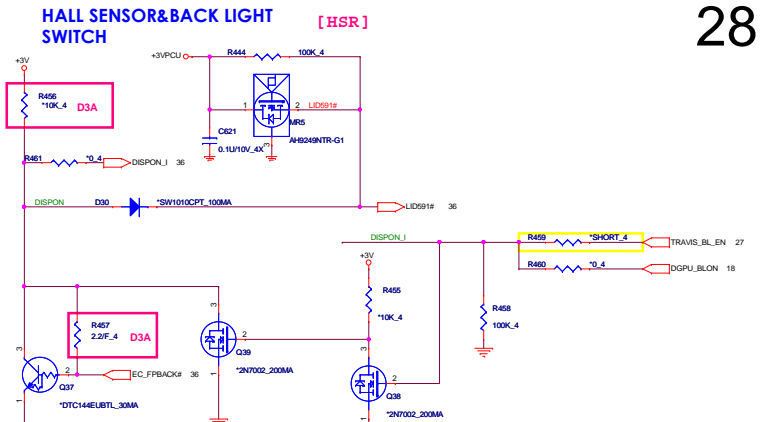 HALL SENSOR&BACK LIGHT
SWITCH
[HSR]
28
+3V
+3VPCU
R444
100K_4
R456
*10K_4
D3A
1
2
LID591#
MR5
3
AH9249NTR-G1
C621
0.1U/10V_4X
R461
*0_4
DISPON_I 36
DISPON
D30
*SW1010CPT_100MA
LID591# 36
DISPON_I
R459
*SHORT_4
TRAVIS_BL_EN 27
+3V
R460
*0_4
DGPU_BLON 18
R455
*10K_4
R458
100K_4
R457
2.2/F_4
D3A
3
2
Q39
1
*2N7002_200MA
3
2
Q37
1
EC_FPBACK# 36
*DTC144EUBTL_30MA
3
2
Q38
1
*2N7002_200MA